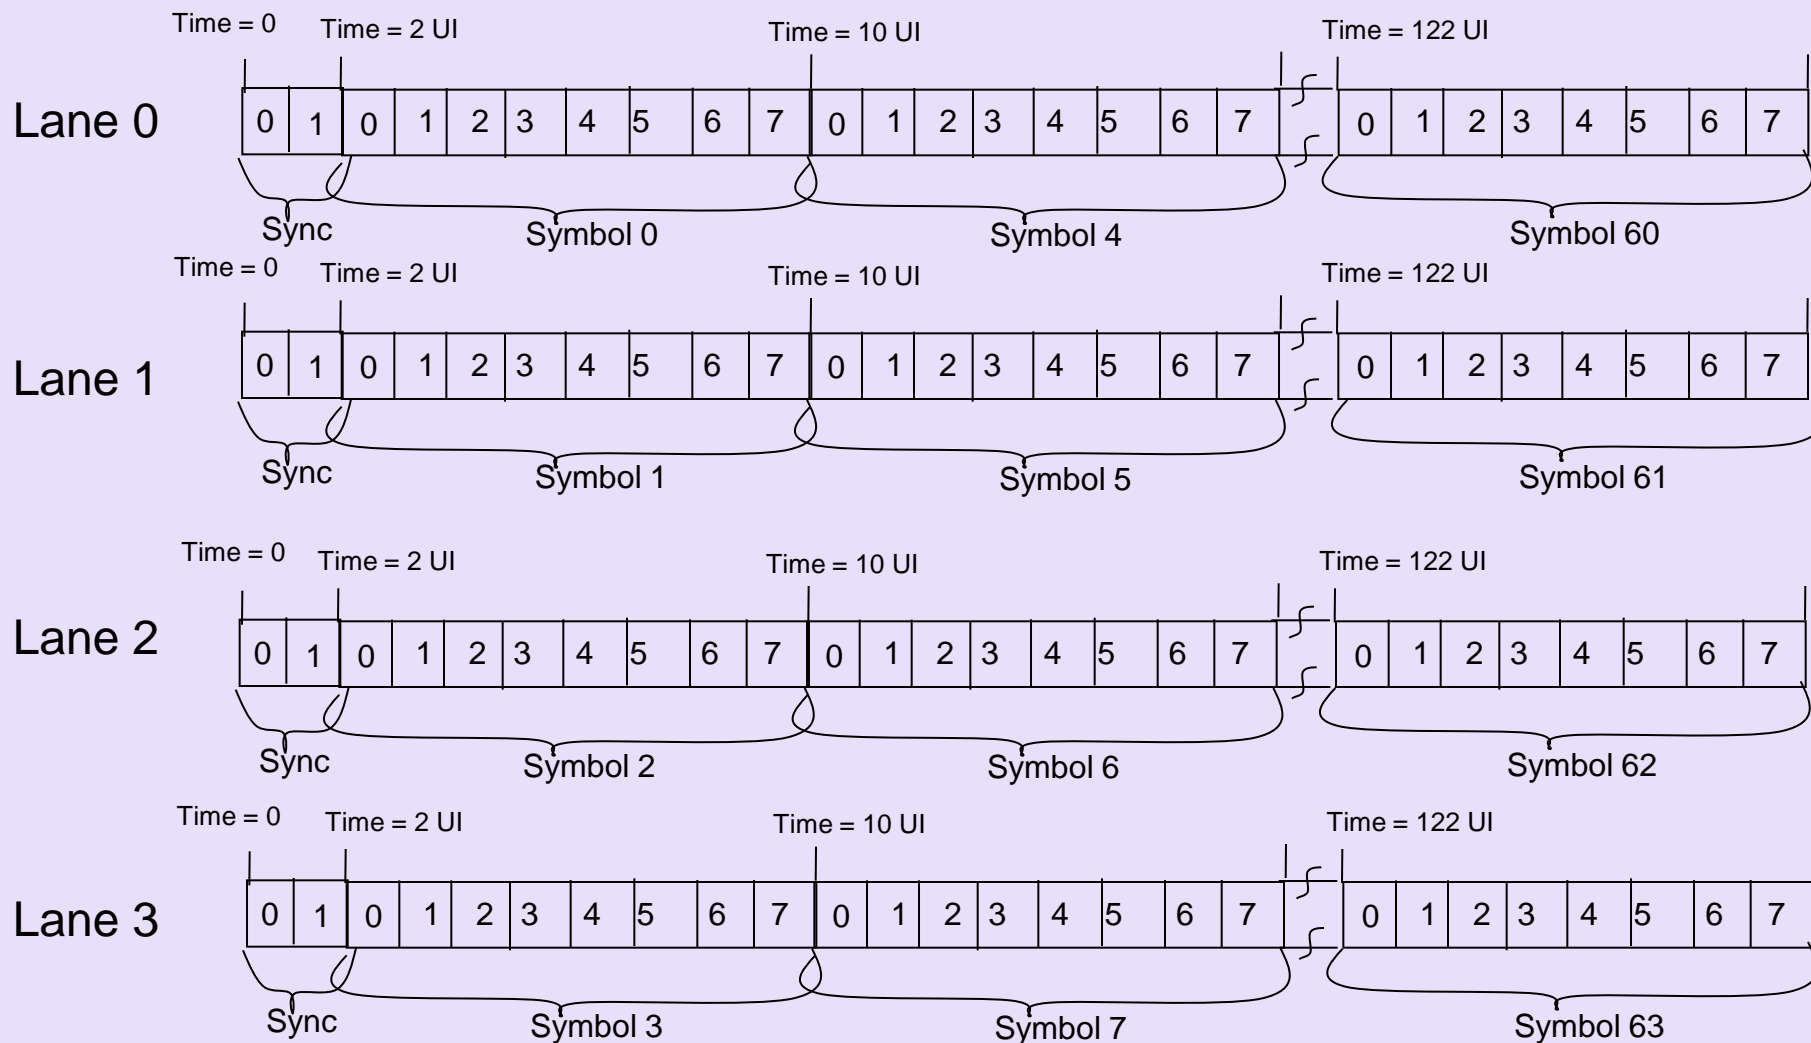 Time = 0 Time = 2 UI Time = 10 UI Time = 122 UI
Lane 0 0 1 0 1 2 3 4 5 6 7 0 1 2 3 4 5 6 7 0 1 2 3 4 5 6 7
Sync Symbol 0 Symbol 4 Symbol 60
Time = 0 Time = 2 UI Time = 10 UI Time = 122 UI
Lane 1 0 1 0 1 2 3 4 5 6 7 0 1 2 3 4 5 6 7 0 1 2 3 4 5 6 7
Sync Symbol 1 Symbol 5 Symbol 61
Time = 0 Time = 2 UI Time = 10 UI Time = 122 UI
Lane 2 0 1 0 1 2 3 4 5 6 7 0 1 2 3 4 5 6 7 0 1 2 3 4 5 6 7
Sync Symbol 2 Symbol 6 Symbol 62
Time = 0 Time = 2 UI Time = 10 UI Time = 122 UI
Lane 3 0 1 0 1 2 3 4 5 6 7 0 1 2 3 4 5 6 7 0 1 2 3 4 5 6 7
Sync Symbol 3 Symbol 7 Symbol 63